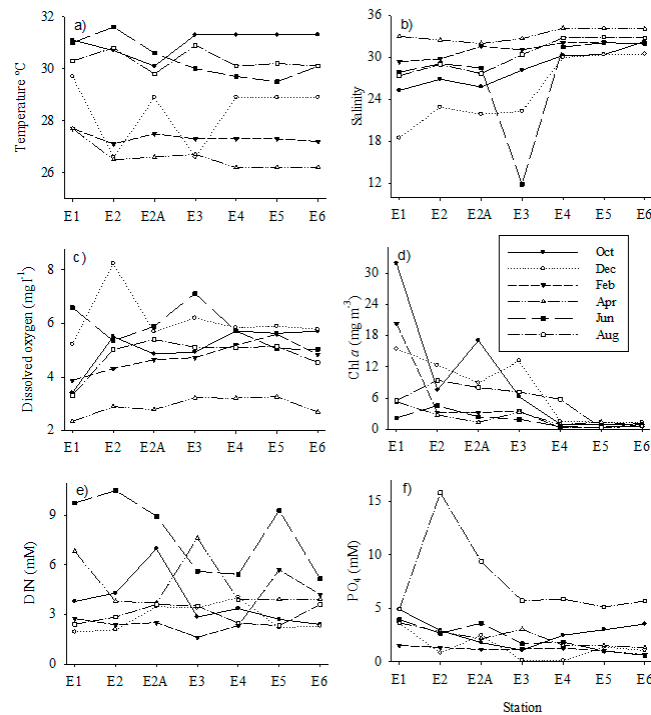 a)
Temperature ºC
32
30
28
26
E1 E2 E2A E3 E4 E5 E6
b)
Salinity
36
30
24
18
12
E1 E2 E2A E3 E4 E5 E6
c)
Dissolved oxygen (mg l⁻¹)
8
6
4
2
E1 E2 E2A E3 E4 E5 E6
d)
Chl a (mg m⁻³)
30
24
18
12
6
0
E1 E2 E2A E3 E4 E5 E6
Oct
Dec
Feb
Apr
Jun
Aug
e)
DIN (mM)
9
6
3
0
E1 E2 E2A E3 E4 E5 E6
f)
PO₄ (mM)
15
10
5
0
E1 E2 E2A E3 E4 E5 E6
Station